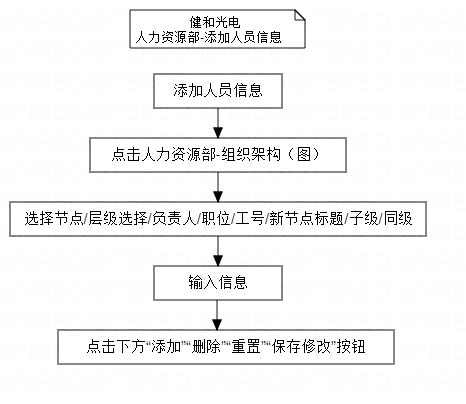 健和光电
人力资源部-添加人员信息
添加人员信息
点击人力资源部-组织架构（图）
选择节点/层级选择/负责人/职位/工号/新节点标题/子级/同级
输入信息
点击下方“添加”“删除”“重置”“保存修改”按钮